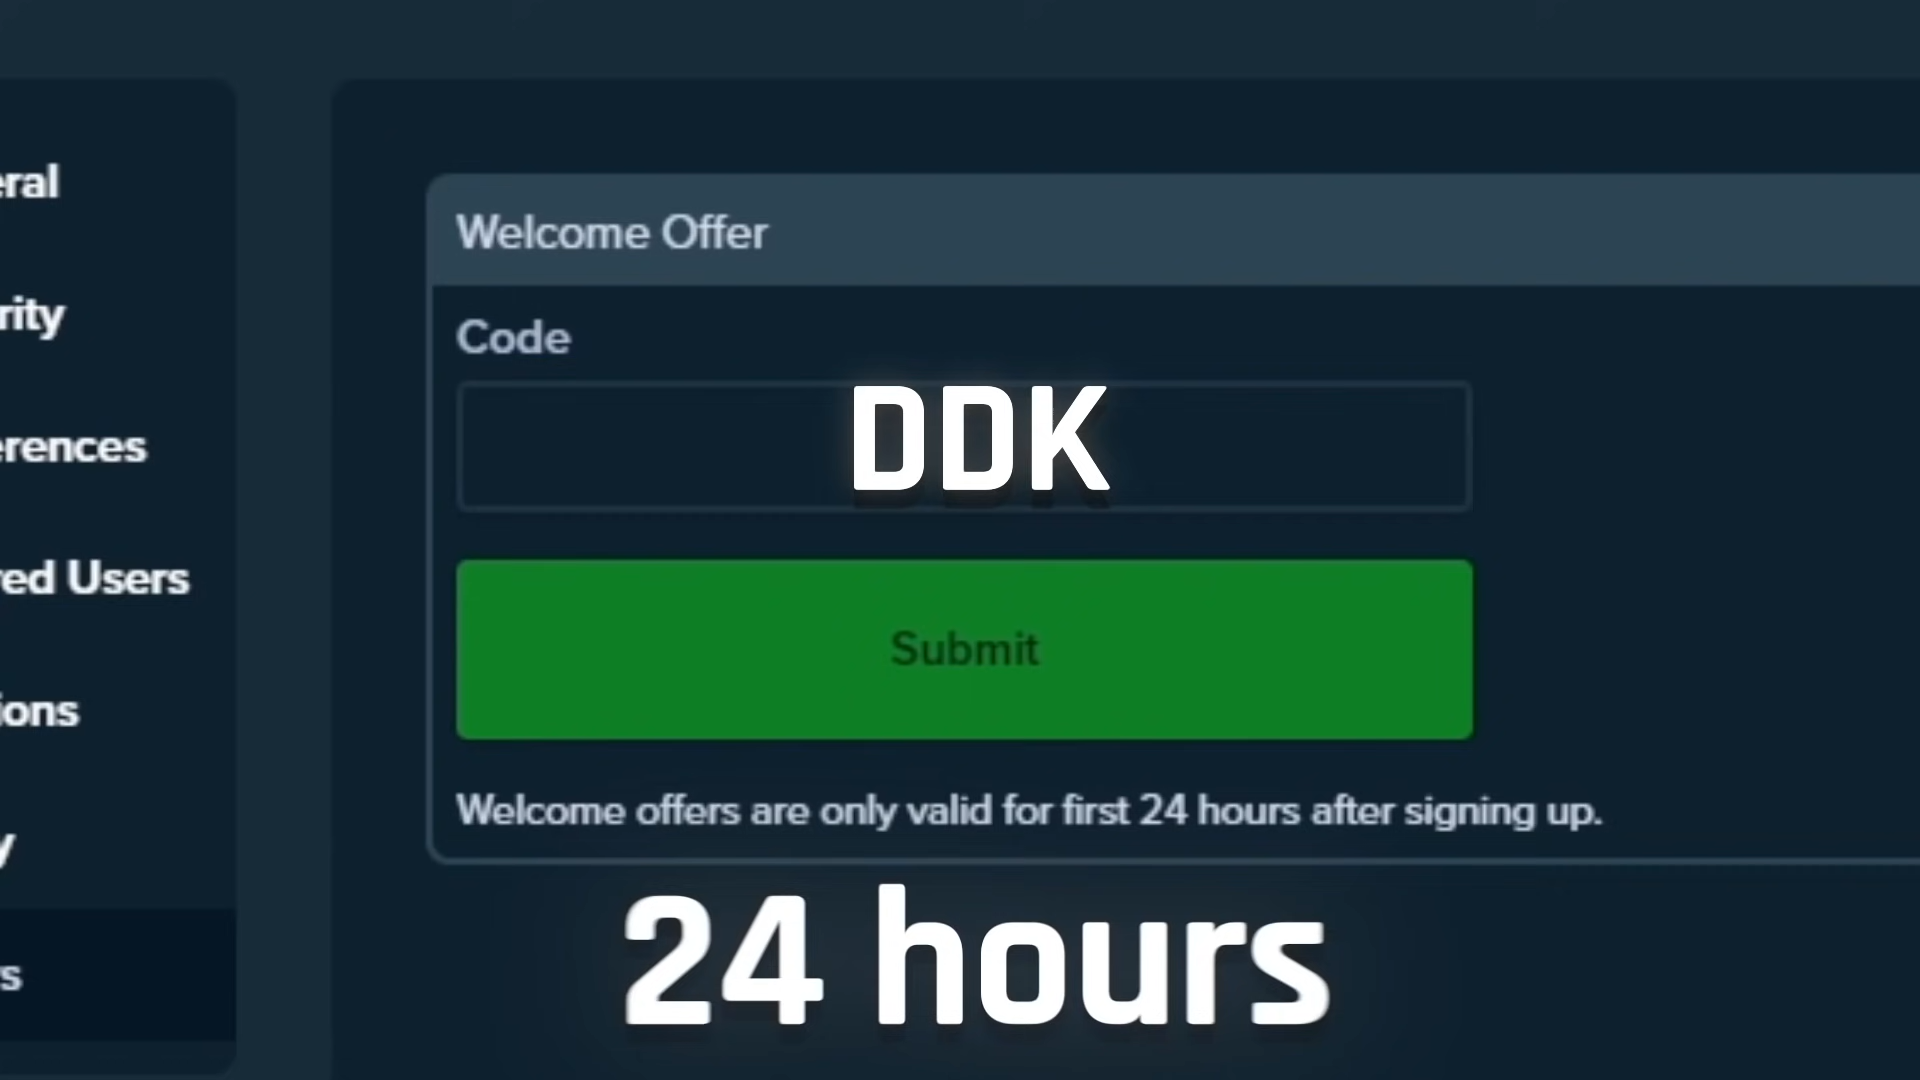 eral
rity
erences
red Users
ions
y
s
Welcome Offer
Code
DDK
Submit
Welcome offers are only valid for first 24 hours after signing up.
24 hours